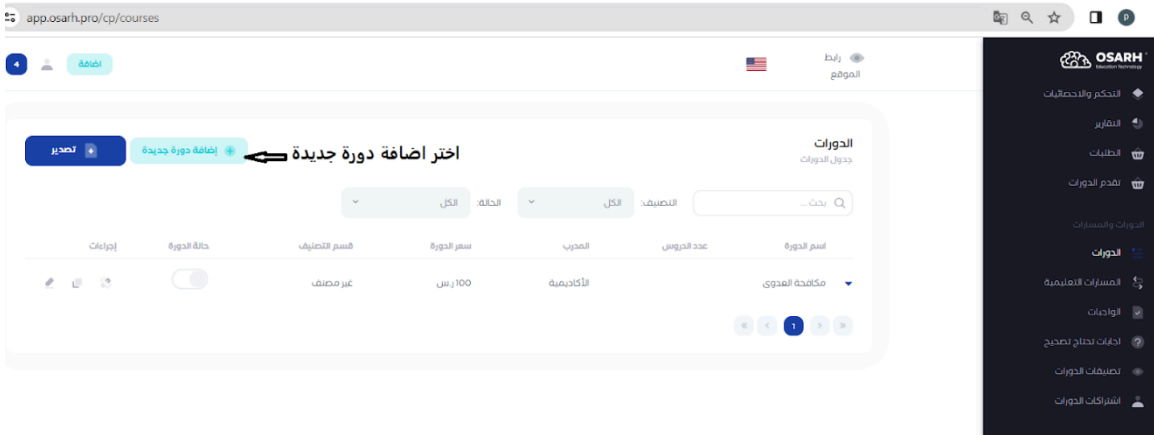 app.osarh.pro/cp/courses
OSARH
Education Technology
التحكم والاحصائيات
التقارير
الطلبات
تقدم الدورات
الدورات والمسارات
الدورات
المسارات التعليمية
الواجبات
اجابات تحتاج تصحيح
تصنيفات الدورات
اشتراكات الدورات
رابط
الموقع
اضافة
4
الدورات
جدول الدورات
اختر اضافة دورة جديدة
إضافة دورة جديدة
تصدير
بحث...
التصنيف: الكل
الحالة: الكل
اسم الدورة عدد الدروس المدرب سعر الدورة قسم التصنيف حالة الدورة إجراءات
مكافحة العدوى الأكاديمية 100 ر.س غير مصنف
« ‹ 1 › »